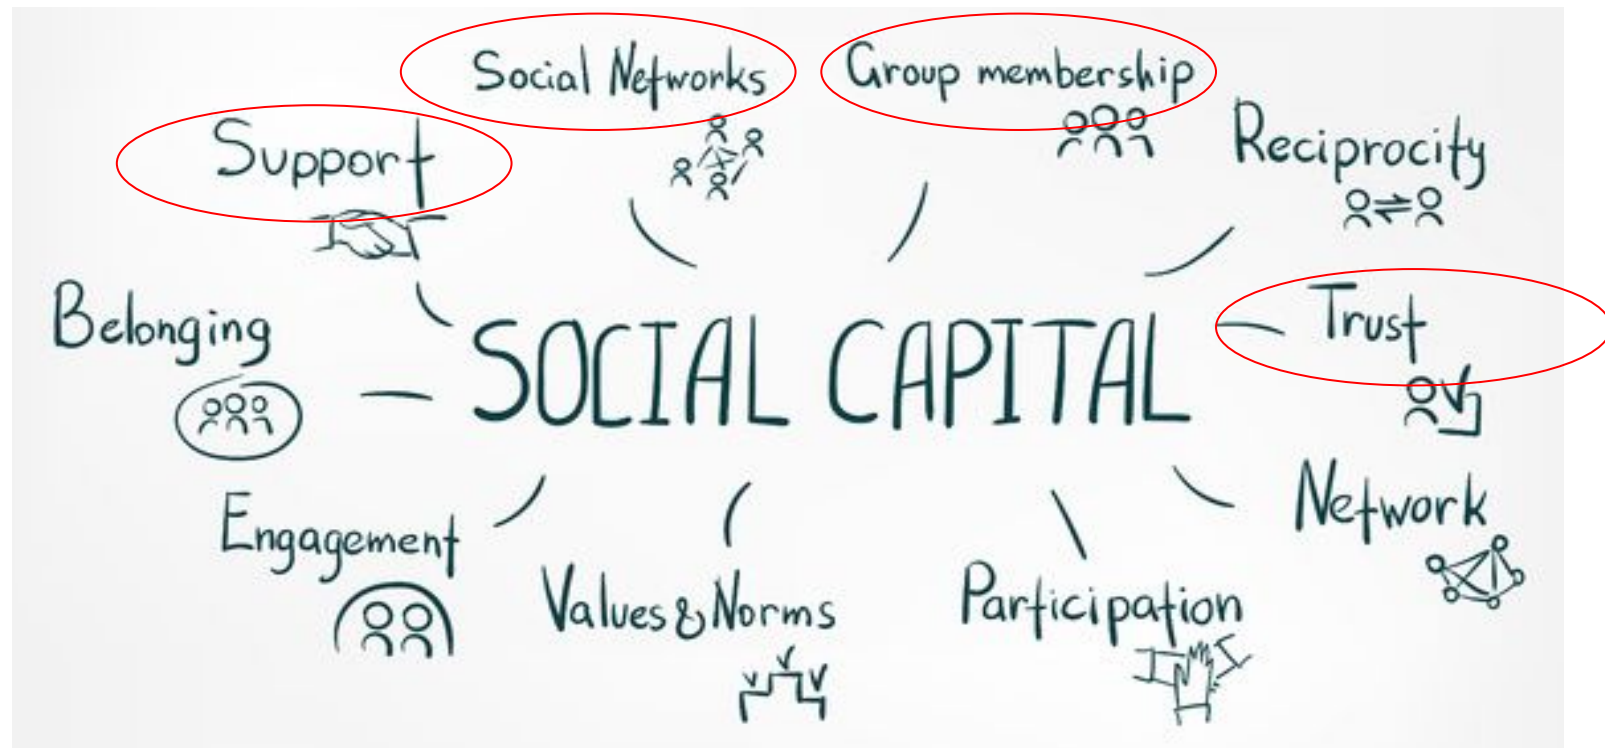 Social Networks
Group membership
Support
Reciprocity
Belonging
SOCIAL CAPITAL
Trust
Engagement
Network
Values & Norms
Participation